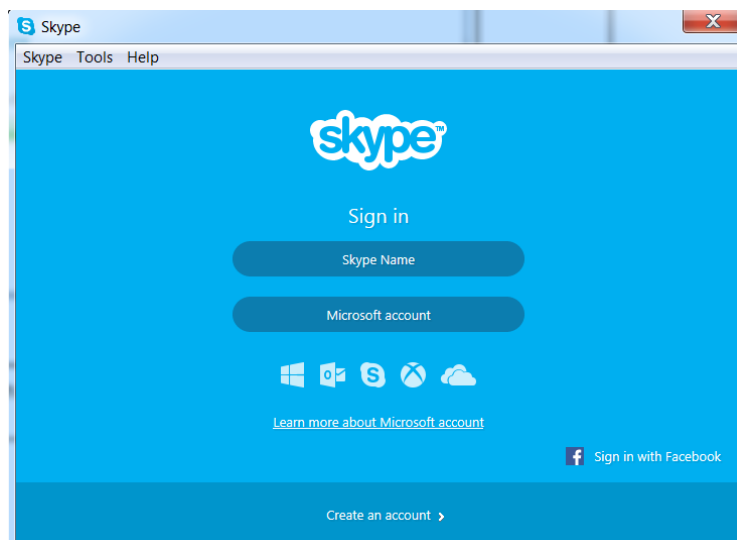 Skype
Skype Tools Help
skype™
Sign in
Skype Name
Microsoft account
Learn more about Microsoft account
Sign in with Facebook
Create an account